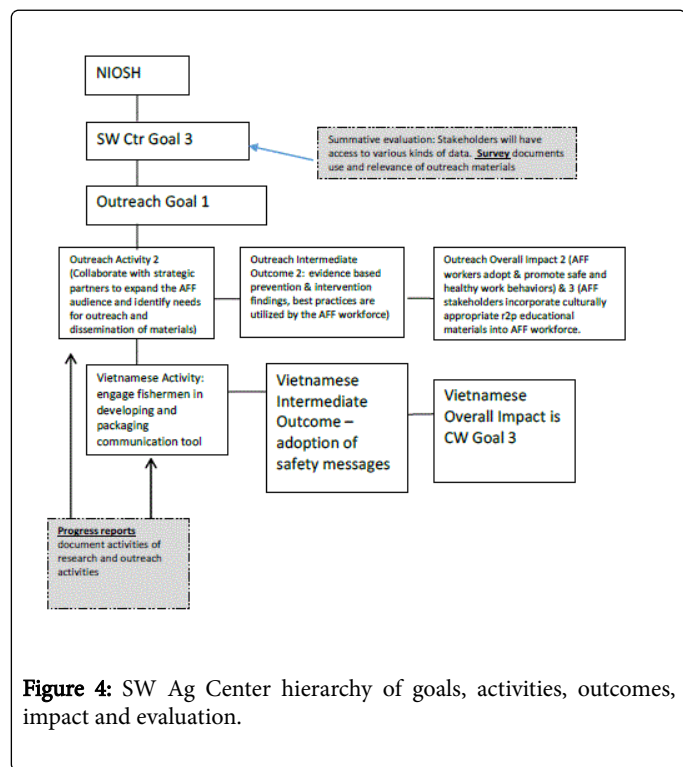 NIOSH
SW Ctr Goal 3
Summative evaluation: Stakeholders will have
access to various kinds of data. Survey documents
use and relevance of outreach materials
Outreach Goal 1
Outreach Activity 2
(Collaborate with strategic
partners to expand the AFF
audience and identify needs
for outreach and
dissemination of materials)
Outreach Intermediate
Outcome 2: evidence based
prevention & intervention
findings, best practices are
utilized by the AFF workforce)
Outreach Overall Impact 2 (AFF
workers adopt & promote safe and
healthy work behaviors) & 3 (AFF
stakeholders incorporate culturally
appropriate r2p educational
materials into AFF workforce.
Vietnamese Activity:
engage fishermen in
developing and
packaging
communication tool
Vietnamese
Intermediate
Outcome –
adoption of
safety messages
Vietnamese
Overall Impact is
CW Goal 3
Progress reports
document activities of
research and outreach
activities
Figure 4: SW Ag Center hierarchy of goals, activities, outcomes,
impact and evaluation.